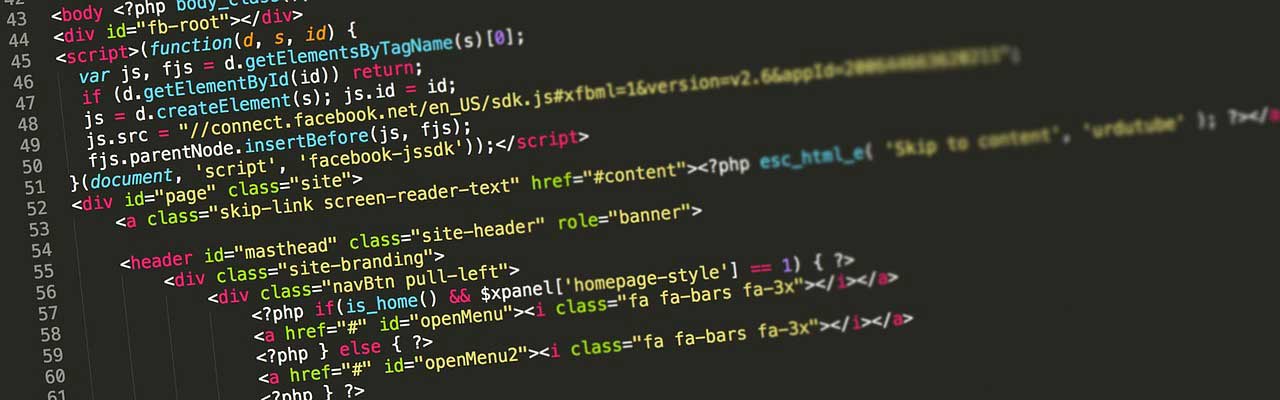 42
43 <body <?php body_class(
44 <div id="fb-root"></div>
45 <script>(function(d, s, id) {
46 var js, fjs = d.getElementsByTagName(s)[0];
47 if (d.getElementById(id)) return;
48 js = d.createElement(s); js.id = id;
49 js.src = "//connect.facebook.net/en_US/sdk.js#xfbml=1&version=v2.6&appId=
50 fjs.parentNode.insertBefore(js, fjs);
51 }(document, 'script', 'facebook-jssdk'));</script>
52 <div id="page" class="site">
53 <a class="skip-link screen-reader-text" href="#content"><?php esc_html_e( 'Skip to content', 'urdutube' ); ?></a
54
55 <header id="masthead" class="site-header" role="banner">
56 <div class="site-branding">
57 <div class="navBtn pull-left">
58 <?php if(is_home() && $xpanel['homepage-style'] == 1) { ?>
59 <a href="#" id="openMenu"><i class="fa fa-bars fa-3x"></i></a>
60 <?php } else { ?>
61 <a href="#" id="openMenu2"><i class="fa fa-bars fa-3x"></i></a>
<?php } ?>